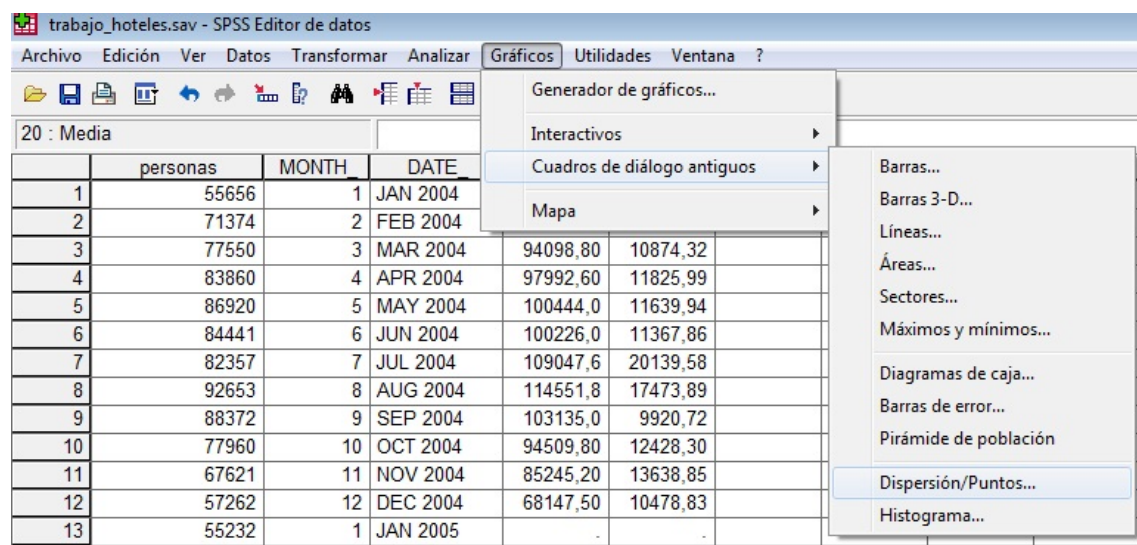 trabajo_hoteles.sav - SPSS Editor de datos
Archivo Edición Ver Datos Transformar Analizar Gráficos Utilidades Ventana ?
Generador de gráficos...
Interactivos
Cuadros de diálogo antiguos
Mapa
Barras...
Barras 3-D...
Líneas...
Áreas...
Sectores...
Máximos y mínimos...
Diagramas de caja...
Barras de error...
Pirámide de población
Dispersión/Puntos...
Histograma...
20 : Media
personas MONTH_ DATE_
1 55656 1 JAN 2004
2 71374 2 FEB 2004
3 77550 3 MAR 2004 94098,80 10874,32
4 83860 4 APR 2004 97992,60 11825,99
5 86920 5 MAY 2004 100444,0 11639,94
6 84441 6 JUN 2004 100226,0 11367,86
7 82357 7 JUL 2004 109047,6 20139,58
8 92653 8 AUG 2004 114551,8 17473,89
9 88372 9 SEP 2004 103135,0 9920,72
10 77960 10 OCT 2004 94509,80 12428,30
11 67621 11 NOV 2004 85245,20 13638,85
12 57262 12 DEC 2004 68147,50 10478,83
13 55232 1 JAN 2005 . .